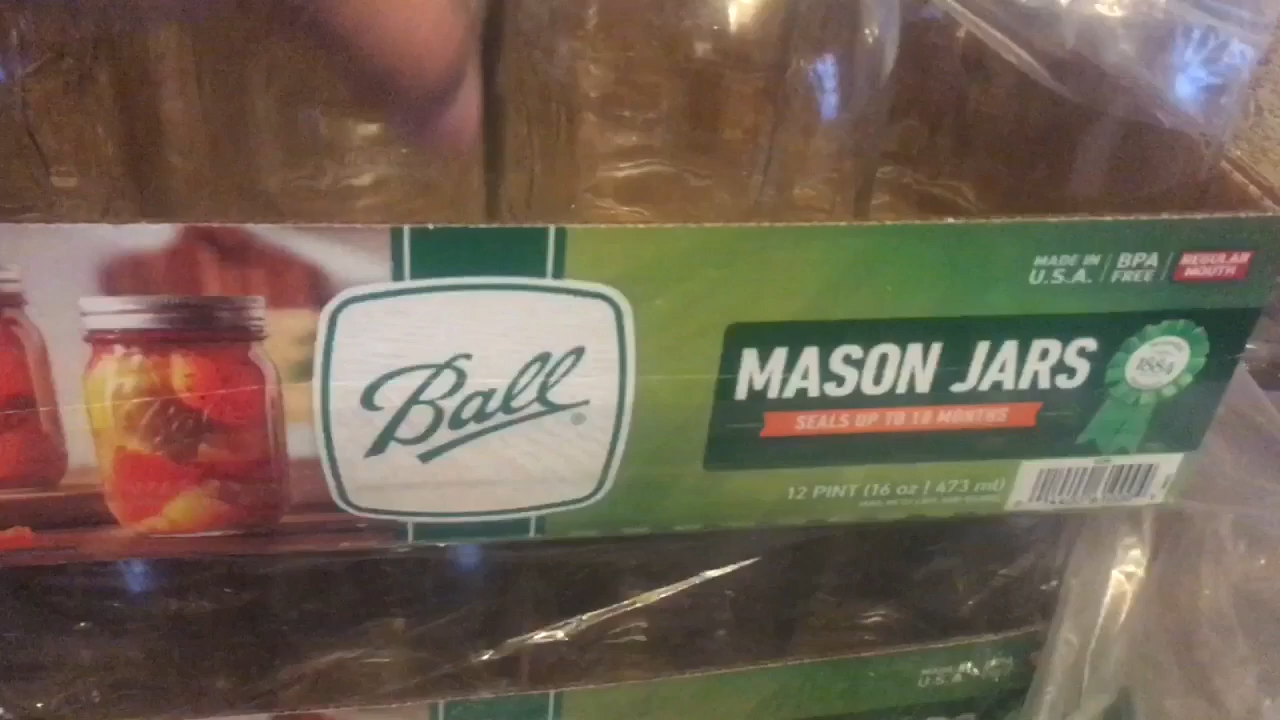 MADE IN
U.S.A.
BPA
FREE
REGULAR
MOUTH
Ball®
MASON JARS
SEALS UP TO 18 MONTHS
1884
12 PINT (16 oz / 473 mL)
U.S.A.